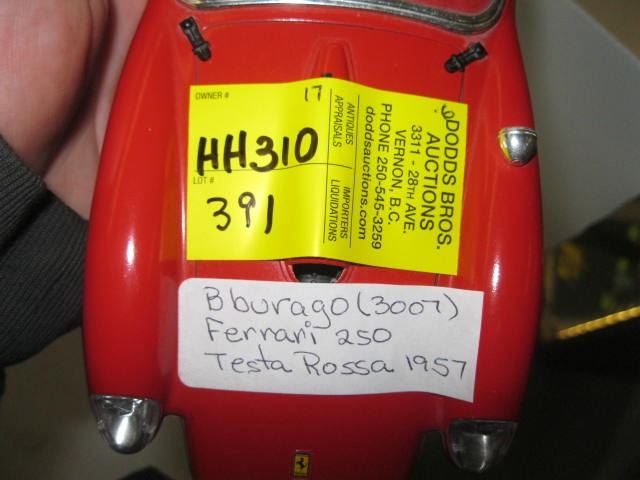 OWNER #
17
HH310
LOT #
391
ANTIQUES
APPRAISALS
IMPORTERS
LIQUIDATIONS
DODDS BROS.
AUCTIONS
3311 - 28TH AVE.
VERNON, B.C.
PHONE 250-545-3259
doddsauctions.com
Bburago (3007)
Ferrari 250
Testa Rossa 1957